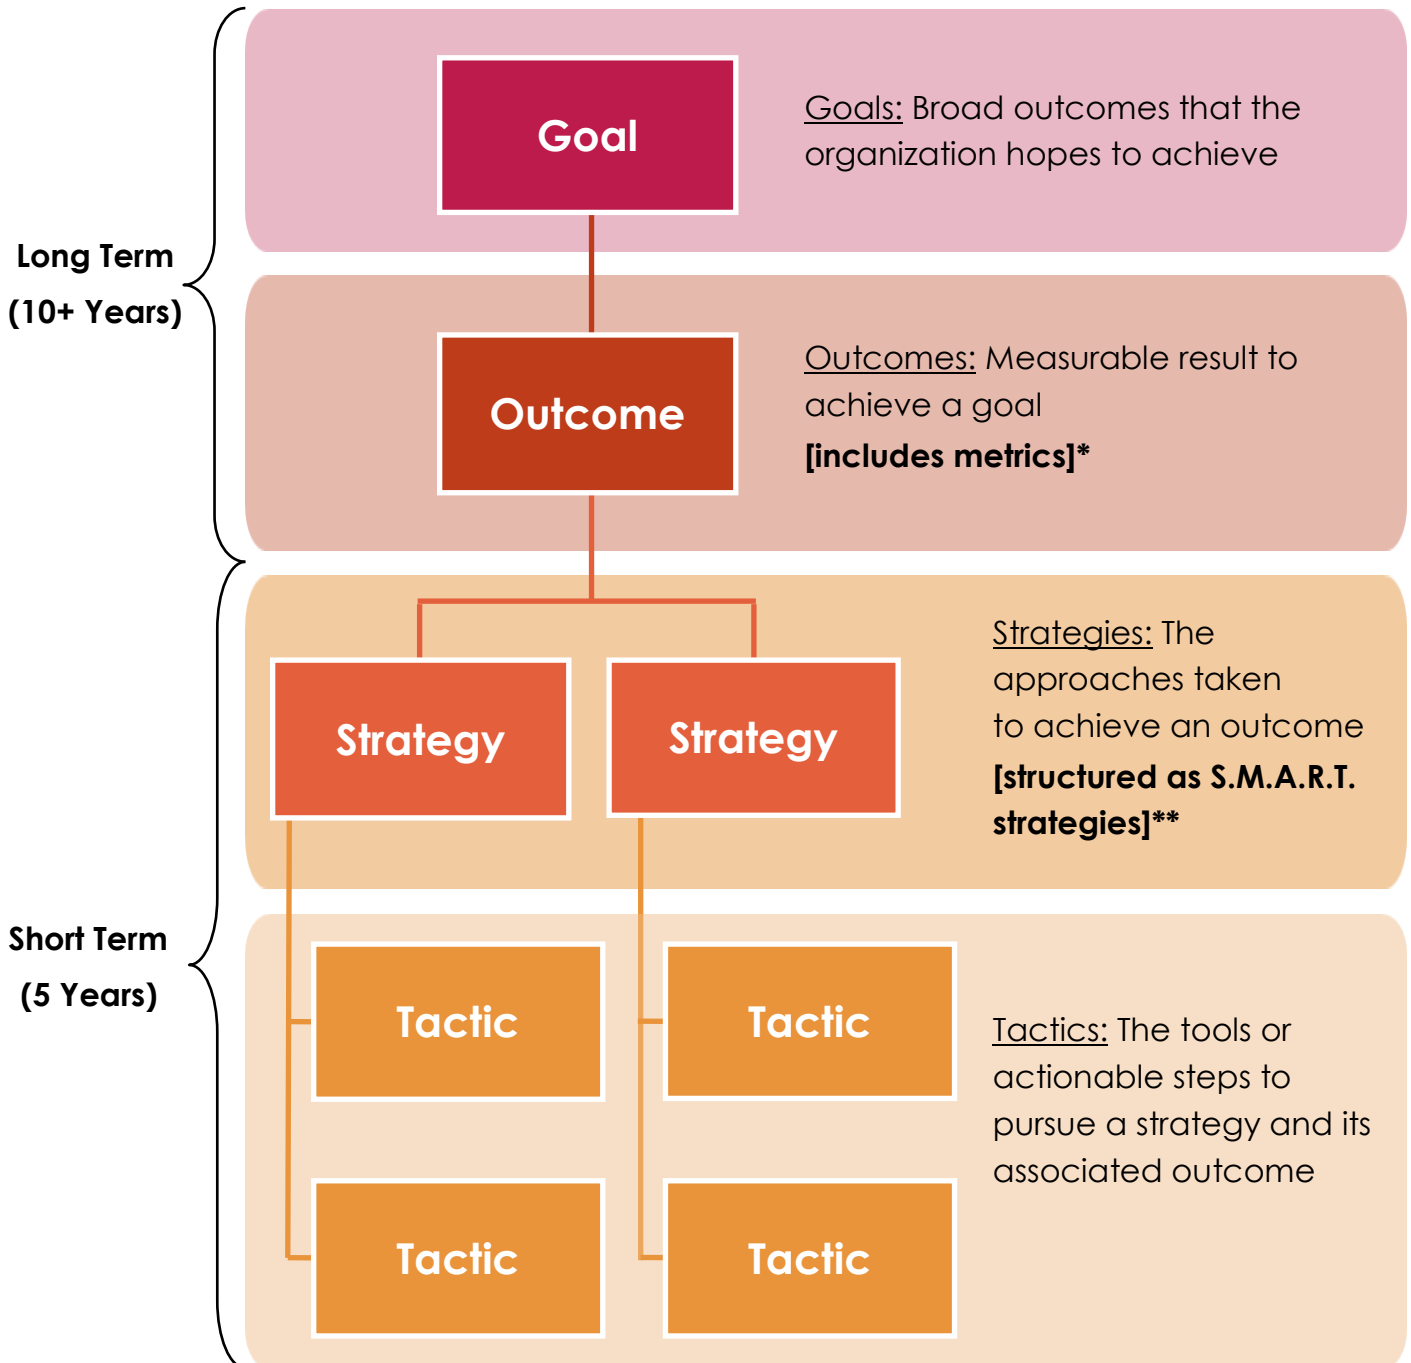 Goal
Goals: Broad outcomes that the
organization hopes to achieve
Long Term
(10+ Years)
Outcome
Outcomes: Measurable result to
achieve a goal
[includes metrics]*
Strategy
Strategy
Strategies: The
approaches taken
to achieve an outcome
[structured as S.M.A.R.T.
strategies]**
Short Term
(5 Years)
Tactic
Tactic
Tactics: The tools or
actionable steps to
pursue a strategy and its
associated outcome
Tactic
Tactic